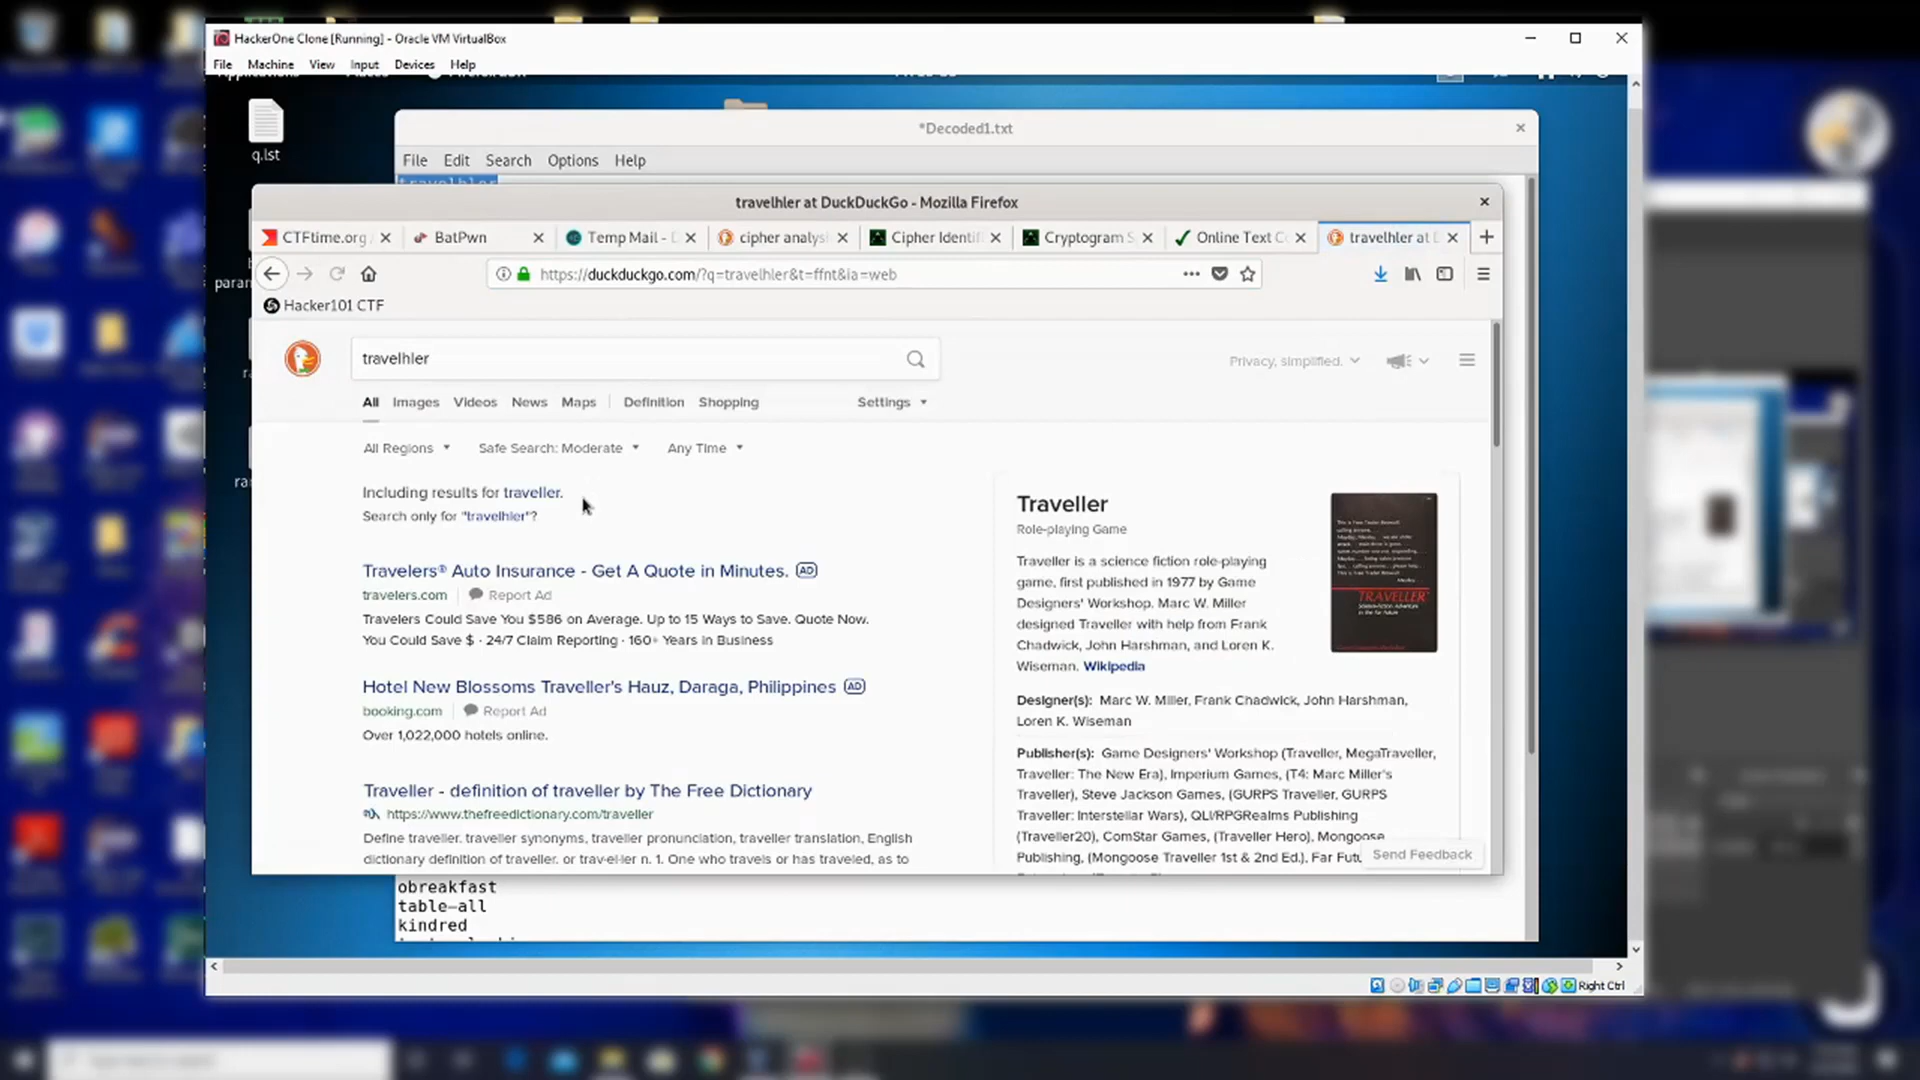 HackerOne Clone [Running] - Oracle VM VirtualBox
File Machine View Input Devices Help
q.lst
*Decoded1.txt
File Edit Search Options Help
travelhler
travelhler at DuckDuckGo - Mozilla Firefox
CTFtime.org BatPwn Temp Mail - cipher analys Cipher Identif Cryptogram S Online Text Co travelhler at
https://duckduckgo.com/?q=travelhler&t=ffnt&ia=web
Hacker101 CTF
param
travelhler
Privacy, simplified.
All Images Videos News Maps Definition Shopping Settings
All Regions Safe Search: Moderate Any Time
Including results for traveller.
Search only for "travelhler"?
Travelers® Auto Insurance - Get A Quote in Minutes. AD
travelers.com Report Ad
Travelers Could Save You $586 on Average. Up to 15 Ways to Save. Quote Now.
You Could Save $ · 24/7 Claim Reporting · 160+ Years in Business
Hotel New Blossoms Traveller's Hauz, Daraga, Philippines AD
booking.com Report Ad
Over 1,022,000 hotels online.
Traveller - definition of traveller by The Free Dictionary
https://www.thefreedictionary.com/traveller
Define traveller. traveller synonyms, traveller pronunciation, traveller translation, English
dictionary definition of traveller. or trav·el·ler n. 1. One who travels or has traveled, as to
Traveller
Role-playing Game
Traveller is a science fiction role-playing
game, first published in 1977 by Game
Designers' Workshop. Marc W. Miller
designed Traveller with help from Frank
Chadwick, John Harshman, and Loren K.
Wiseman. Wikipedia
TRAVELLER
Designer(s): Marc W. Miller, Frank Chadwick, John Harshman,
Loren K. Wiseman
Publisher(s): Game Designers' Workshop (Traveller, MegaTraveller,
Traveller: The New Era), Imperium Games, (T4: Marc Miller's
Traveller), Steve Jackson Games, (GURPS Traveller, GURPS
Traveller: Interstellar Wars), QLI/RPGRealms Publishing
(Traveller20), ComStar Games, (Traveller Hero), Mongoose
Publishing, (Mongoose Traveller 1st & 2nd Ed.), Far Futu
Send Feedback
obreakfast
table-all
kindred
Right Ctrl